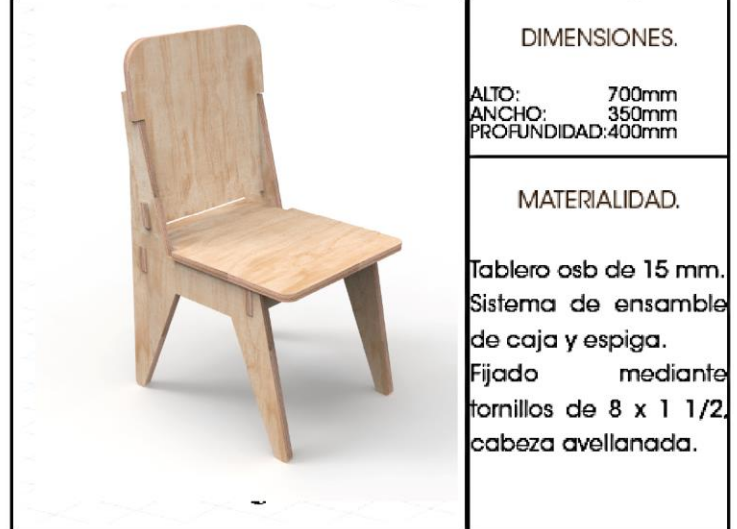 DIMENSIONES.
ALTO: 700mm
ANCHO: 350mm
PROFUNDIDAD:400mm
MATERIALIDAD.
Tablero osb de 15 mm.
Sistema de ensamble
de caja y espiga.
Fijado mediante
tornillos de 8 x 1 1/2,
cabeza avellanada.